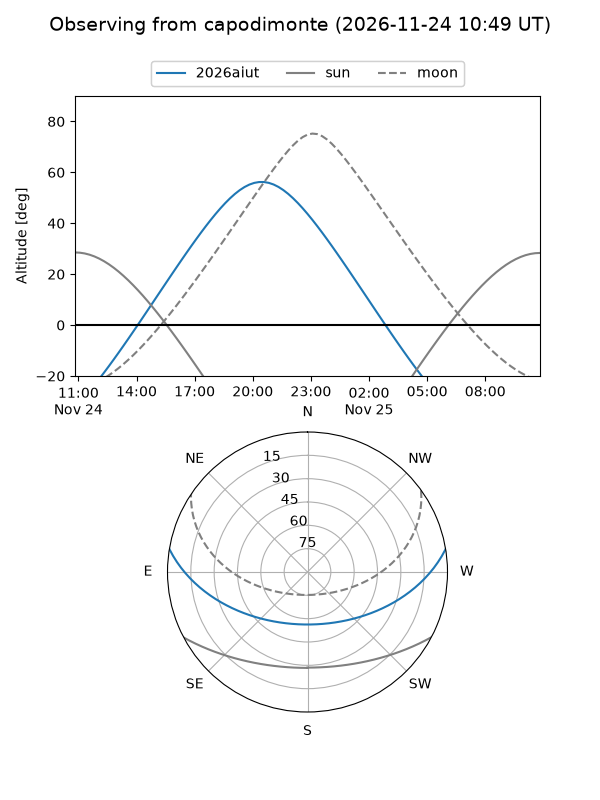 Observing from capodimonte (2026-11-24 10:49 UT)
2026aiut sun moon
Altitude [deg]
80
60
40
20
0
−20
11:00 14:00 17:00 20:00 23:00 02:00 05:00 08:00
Nov 24 Nov 25
N
NE NW
15
30
45
60
75
E W
SE SW
S